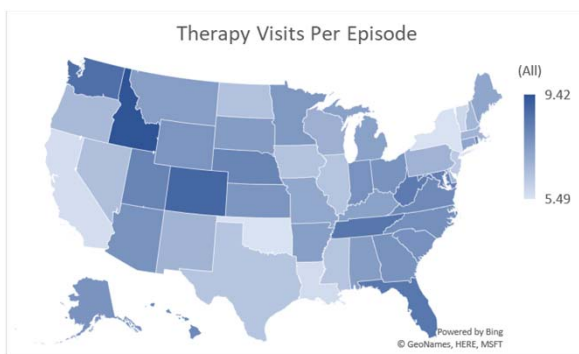 Therapy Visits Per Episode
(All)
9.42
5.49
Powered by Bing
© GeoNames, HERE, MSFT